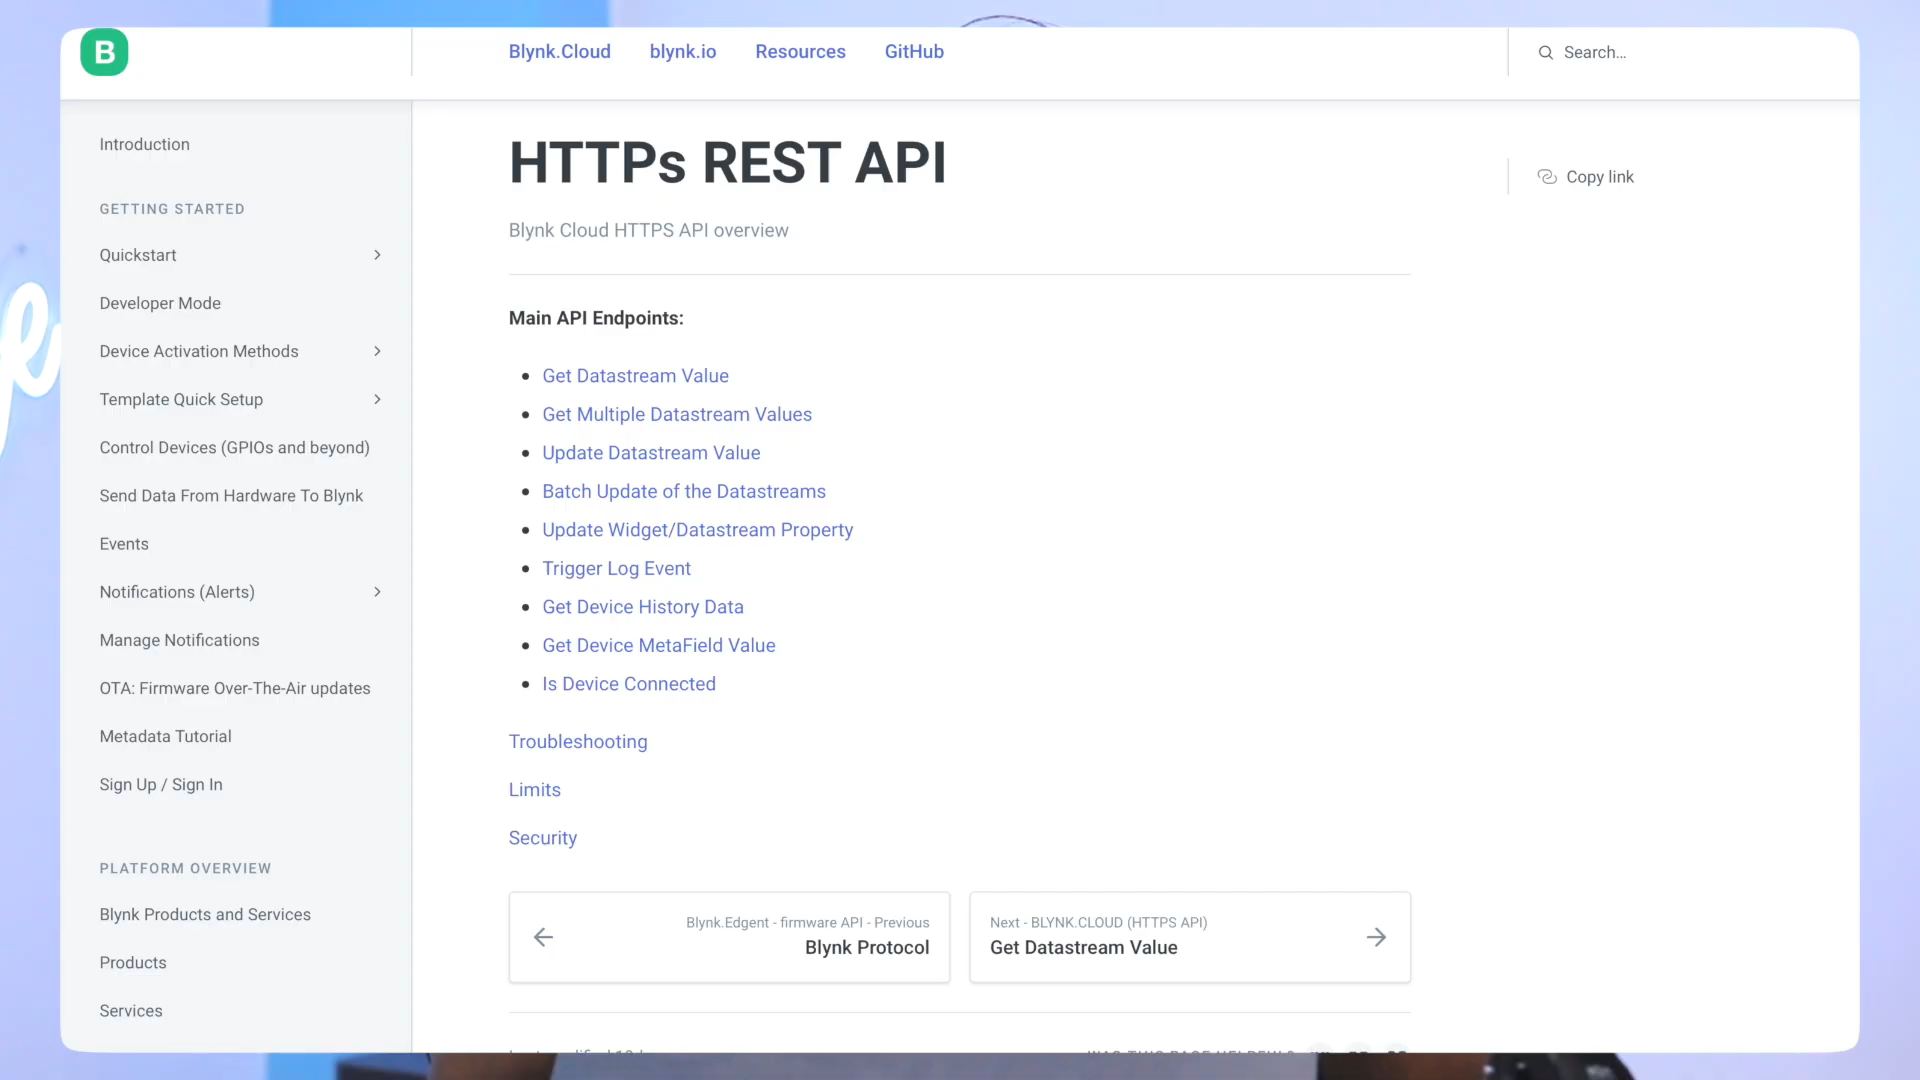 B
Blynk.Cloud
blynk.io
Resources
GitHub
Search...
Introduction
GETTING STARTED
Quickstart
Developer Mode
Device Activation Methods
Template Quick Setup
Control Devices (GPIOs and beyond)
Send Data From Hardware To Blynk
Events
Notifications (Alerts)
Manage Notifications
OTA: Firmware Over-The-Air updates
Metadata Tutorial
Sign Up / Sign In
PLATFORM OVERVIEW
Blynk Products and Services
Products
Services
HTTPs REST API
Copy link
Blynk Cloud HTTPS API overview
Main API Endpoints:
Get Datastream Value
Get Multiple Datastream Values
Update Datastream Value
Batch Update of the Datastreams
Update Widget/Datastream Property
Trigger Log Event
Get Device History Data
Get Device MetaField Value
Is Device Connected
Troubleshooting
Limits
Security
Blynk.Edgent - firmware API - Previous
Blynk Protocol
Next - BLYNK.CLOUD (HTTPS API)
Get Datastream Value
WAS THIS PAGE HELPFUL?